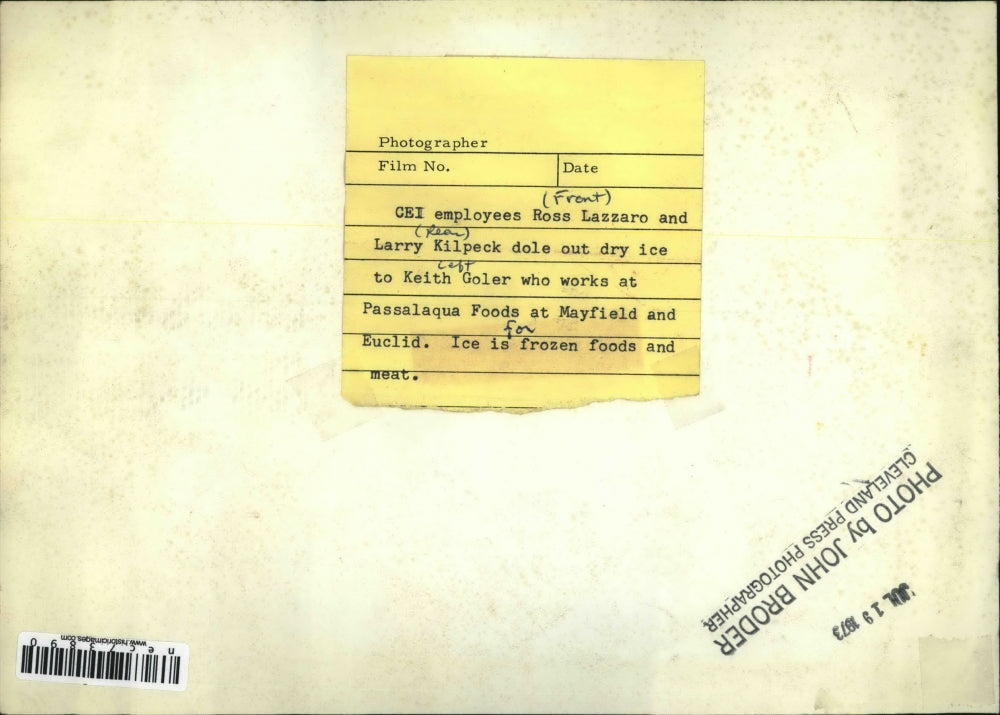 Photographer
Film No. Date
(Front)
CEI employees Ross Lazzaro and
(Rear)
Larry Kilpeck dole out dry ice
Left
to Keith Goler who works at
Passalaqua Foods at Mayfield and
for
Euclid. Ice is frozen foods and
meat.
PHOTO by JOHN BRODER
CLEVELAND PRESS PHOTOGRAPHER
JUL 19 1973
www.historicimages.com